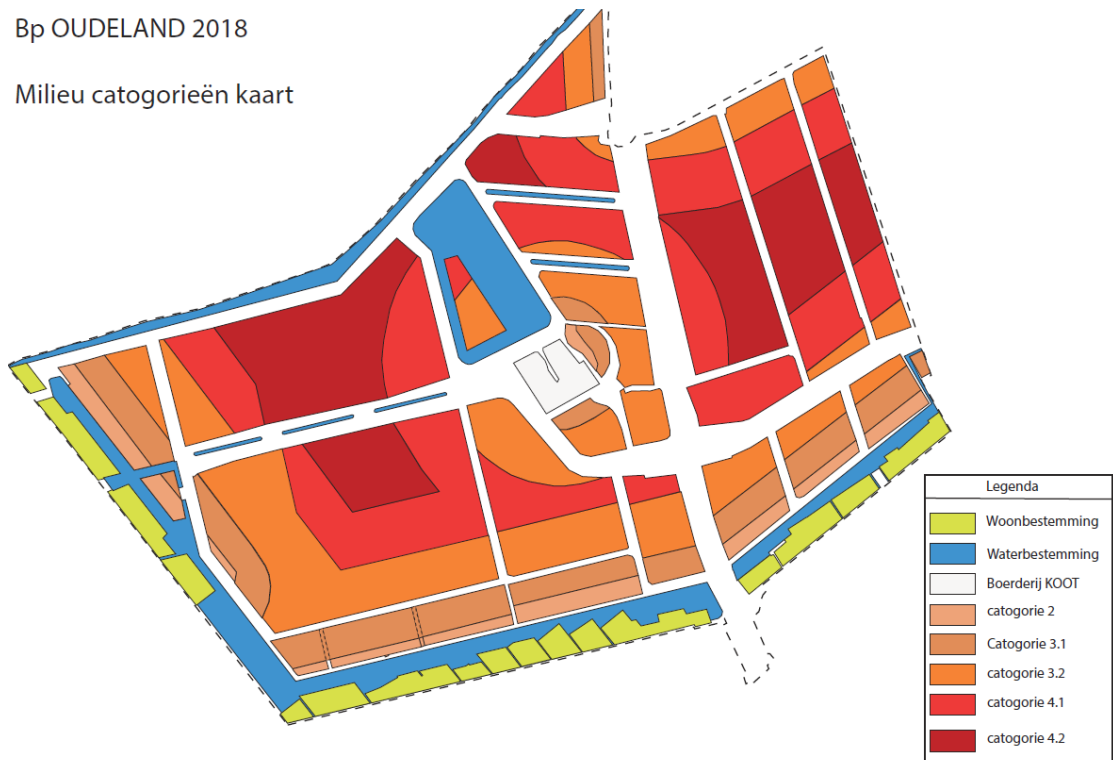 Bp OUDELAND 2018
Milieu catogorieën kaart
Legenda
Woonbestemming
Waterbestemming
Boerderij KOOT
catogorie 2
Catogorie 3.1
catogorie 3.2
catogorie 4.1
catogorie 4.2